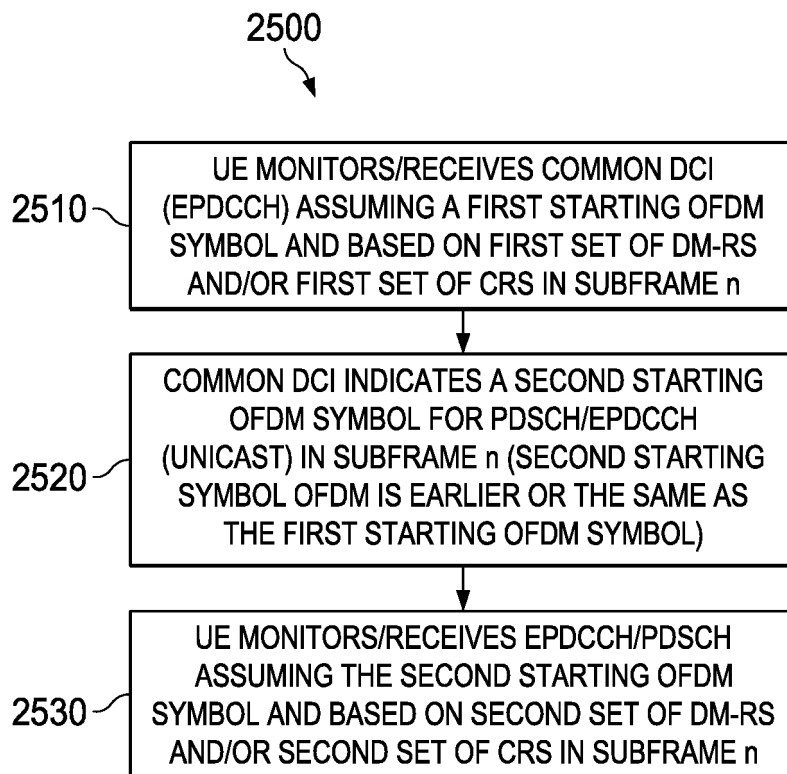 2500
2510
UE MONITORS/RECEIVES COMMON DCI
(EPDCCH) ASSUMING A FIRST STARTING OFDM
SYMBOL AND BASED ON FIRST SET OF DM-RS
AND/OR FIRST SET OF CRS IN SUBFRAME n
2520
COMMON DCI INDICATES A SECOND STARTING
OFDM SYMBOL FOR PDSCH/EPDCCH
(UNICAST) IN SUBFRAME n (SECOND STARTING
SYMBOL OFDM IS EARLIER OR THE SAME AS
THE FIRST STARTING OFDM SYMBOL)
2530
UE MONITORS/RECEIVES EPDCCH/PDSCH
ASSUMING THE SECOND STARTING OFDM
SYMBOL AND BASED ON SECOND SET OF DM-RS
AND/OR SECOND SET OF CRS IN SUBFRAME n